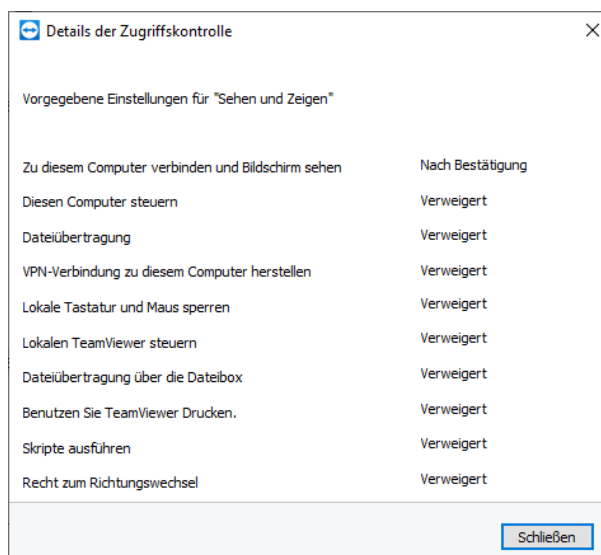 Details der Zugriffskontrolle
Vorgegebene Einstellungen für "Sehen und Zeigen"
Zu diesem Computer verbinden und Bildschirm sehen Nach Bestätigung
Diesen Computer steuern Verweigert
Dateiübertragung Verweigert
VPN-Verbindung zu diesem Computer herstellen Verweigert
Lokale Tastatur und Maus sperren Verweigert
Lokalen TeamViewer steuern Verweigert
Dateiübertragung über die Dateibox Verweigert
Benutzen Sie TeamViewer Drucken. Verweigert
Skripte ausführen Verweigert
Recht zum Richtungswechsel Verweigert
Schließen